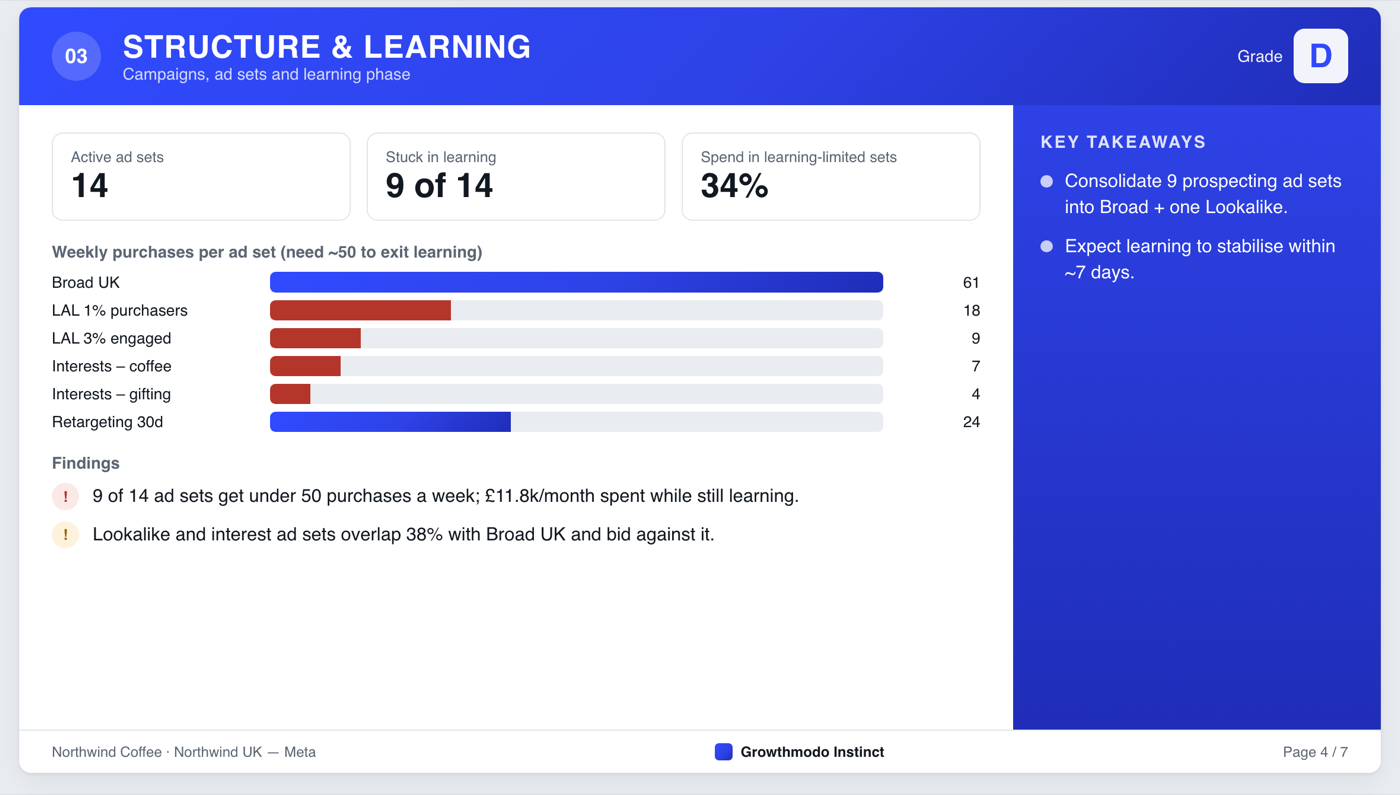 03
STRUCTURE & LEARNING
Campaigns, ad sets and learning phase
Grade
D
Active ad sets
14
Stuck in learning
9 of 14
Spend in learning-limited sets
34%
Weekly purchases per ad set (need ~50 to exit learning)
Broad UK 61
LAL 1% purchasers 18
LAL 3% engaged 9
Interests – coffee 7
Interests – gifting 4
Retargeting 30d 24
Findings
! 9 of 14 ad sets get under 50 purchases a week; £11.8k/month spent while still learning.
! Lookalike and interest ad sets overlap 38% with Broad UK and bid against it.
KEY TAKEAWAYS
Consolidate 9 prospecting ad sets
into Broad + one Lookalike.
Expect learning to stabilise within
~7 days.
Northwind Coffee · Northwind UK — Meta
Growthmodo Instinct
Page 4 / 7